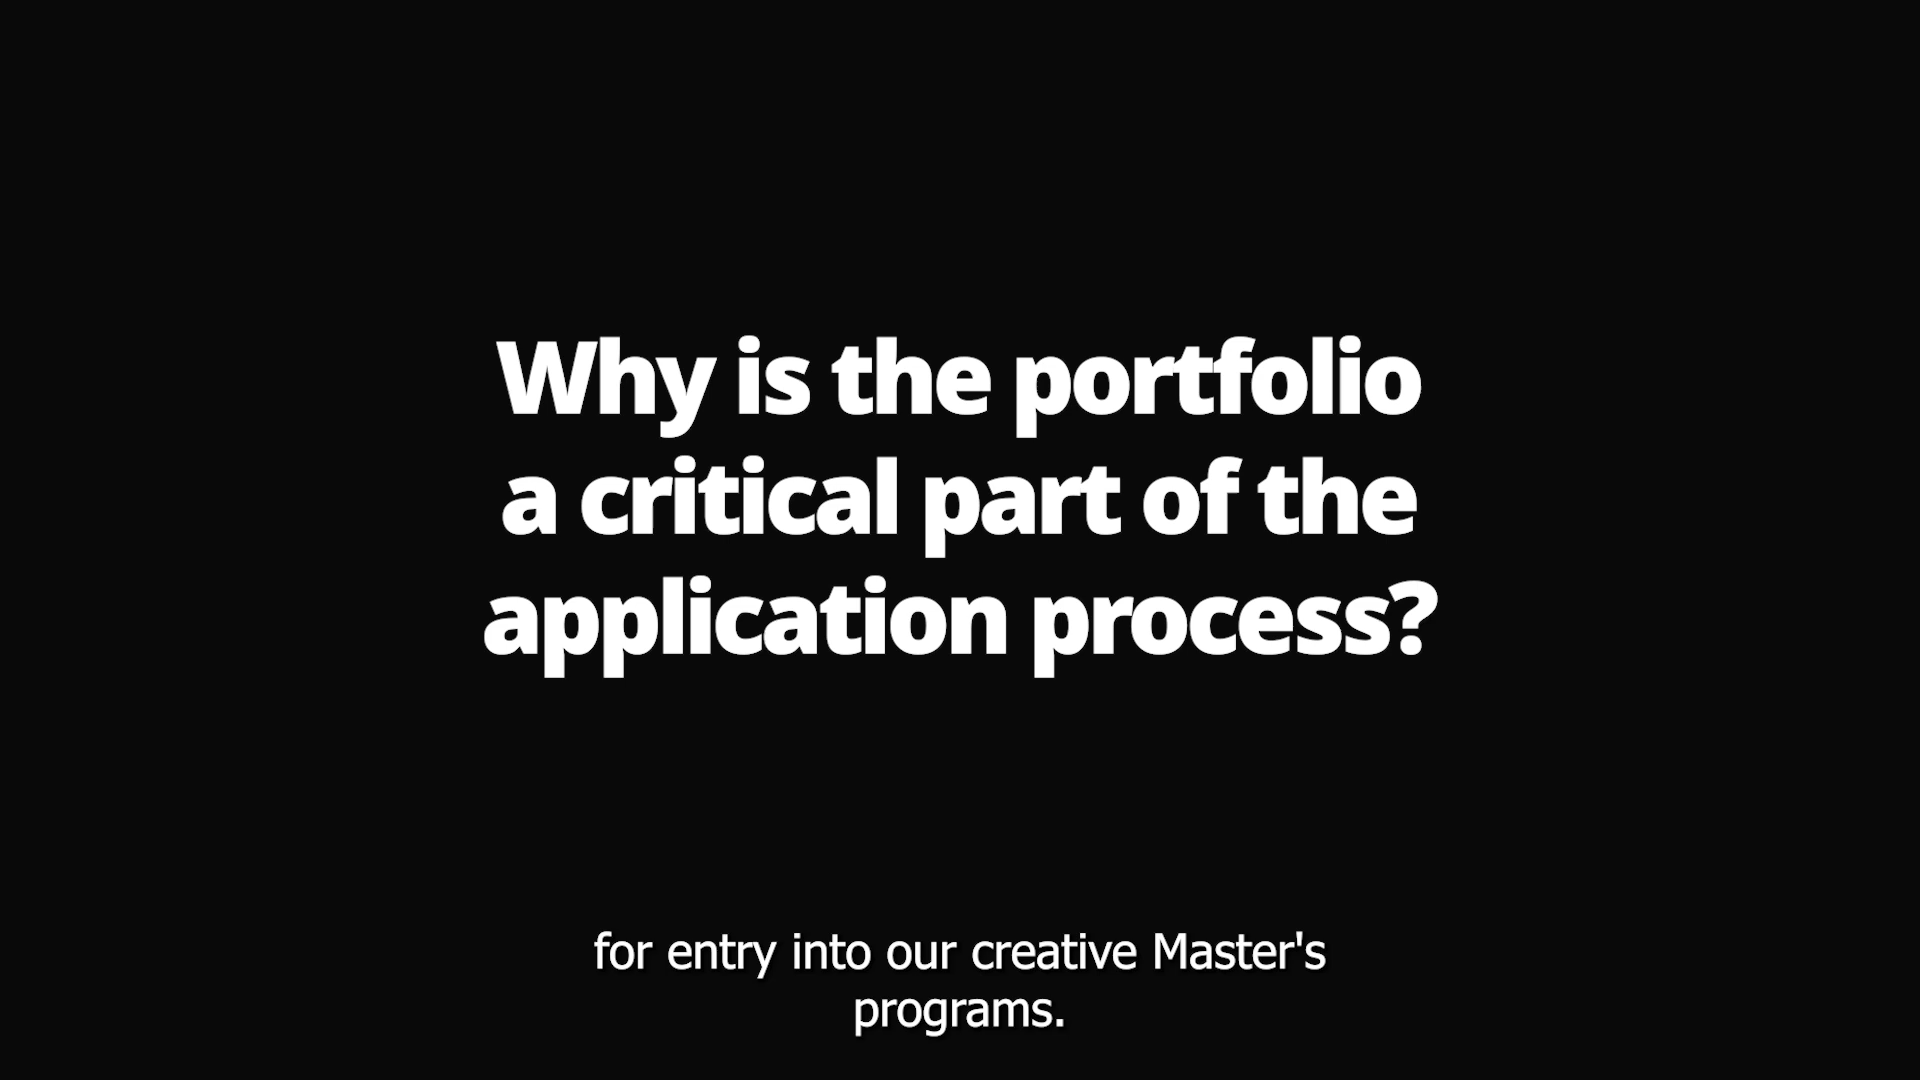 Why is the portfolio
a critical part of the
application process?
for entry into our creative Master's
programs.